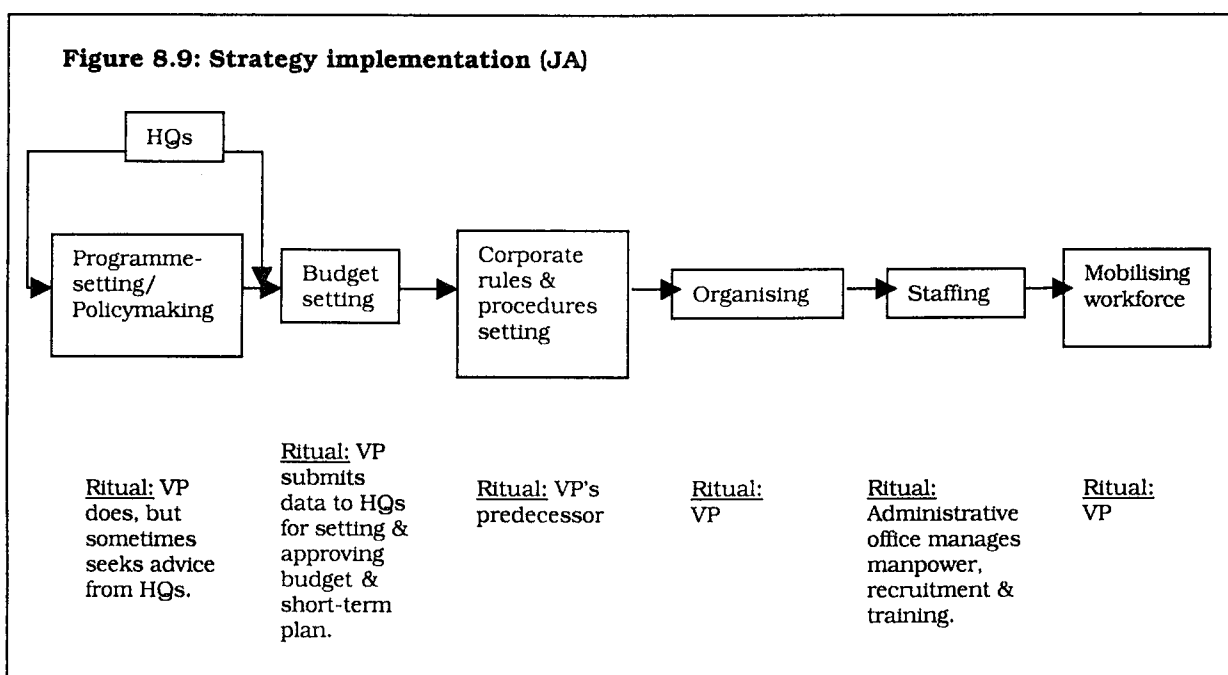 Figure 8.9: Strategy implementation (JA)
HQs
Programme-
setting/
Policymaking
Budget
setting
Corporate
rules &
procedures
setting
Organising
Staffing
Mobilising
workforce
Ritual: VP
does, but
sometimes
seeks advice
from HQs.
Ritual: VP
submits
data to HQs
for setting &
approving
budget &
short-term
plan.
Ritual: VP's
predecessor
Ritual:
VP
Ritual:
Administrative
office manages
manpower,
recruitment &
training.
Ritual:
VP